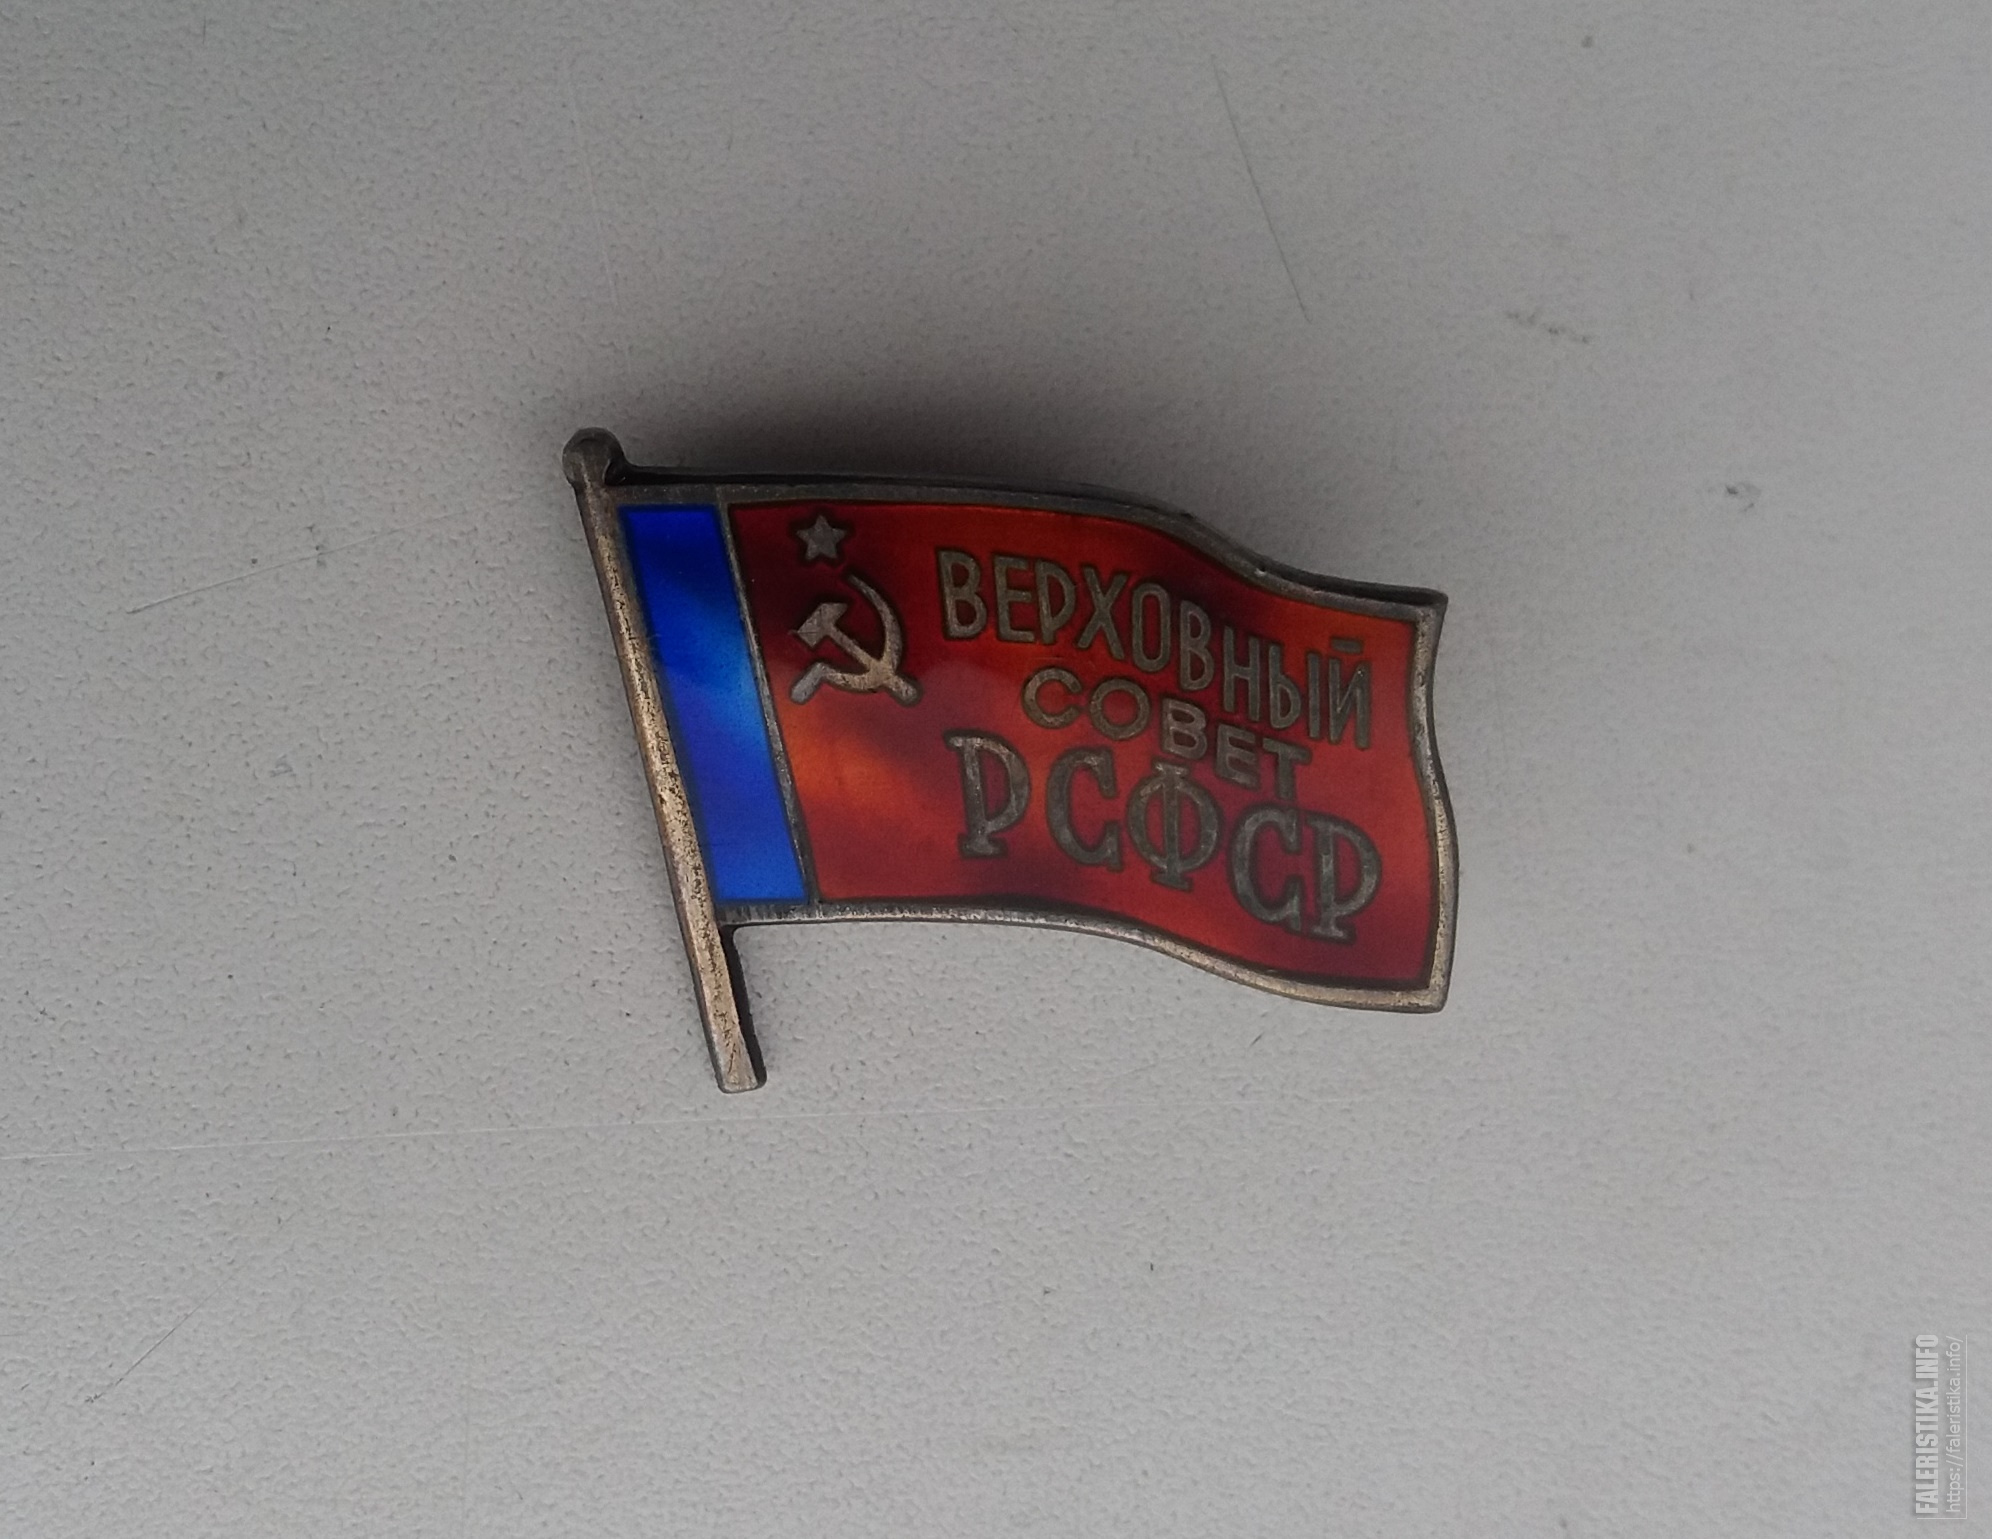 ВЕРХОВНЫЙ
СОВЕТ
РСФСР
FALERISTIKA.INFO
https://faleristika.info/